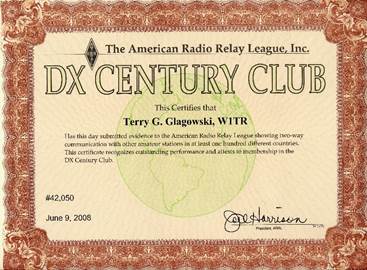 The American Radio Relay League, Inc.
DX CENTURY CLUB
This Certifies that
Terry G. Glagowski, W1TR
Has this day submitted evidence to the American Radio Relay League showing two-way
communication with other amateur stations in at least one hundred different countries.
This certificate recognizes outstanding performance and attests to membership in the
DX Century Club.
#42,050
June 9, 2008
Joel Harrison
President, ARRL